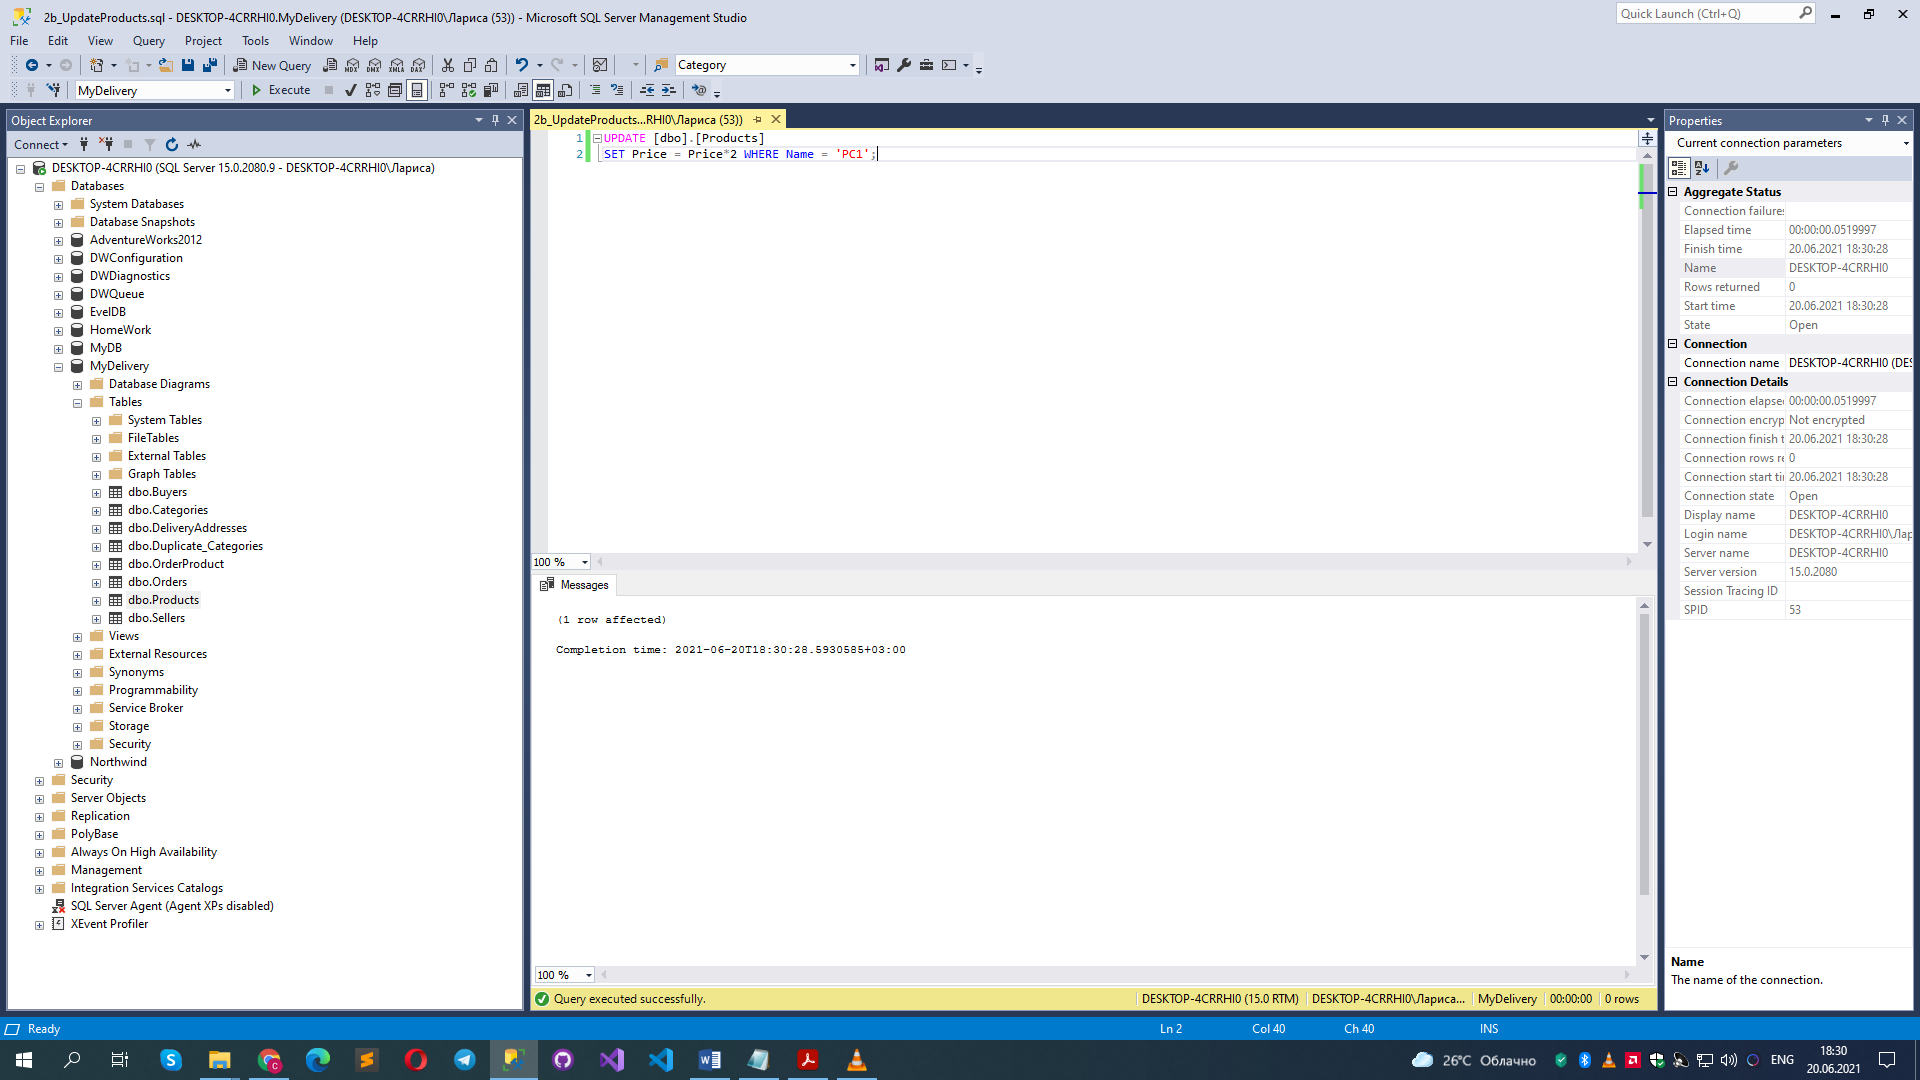 2b_UpdateProducts.sql - DESKTOP-4CRRHI0.MyDelivery (DESKTOP-4CRRHI0\Лариса (53)) - Microsoft SQL Server Management Studio
Quick Launch (Ctrl+Q)
File Edit View Query Project Tools Window Help
New Query
MDX DMX XMLA DAX
Category
MyDelivery
Execute
Object Explorer
Connect
DESKTOP-4CRRHI0 (SQL Server 15.0.2080.9 - DESKTOP-4CRRHI0\Лариса)
Databases
System Databases
Database Snapshots
AdventureWorks2012
DWConfiguration
DWDiagnostics
DWQueue
EvelDB
HomeWork
MyDB
MyDelivery
Database Diagrams
Tables
System Tables
FileTables
External Tables
Graph Tables
dbo.Buyers
dbo.Categories
dbo.DeliveryAddresses
dbo.Duplicate_Categories
dbo.OrderProduct
dbo.Orders
dbo.Products
dbo.Sellers
Views
External Resources
Synonyms
Programmability
Service Broker
Storage
Security
Northwind
Security
Server Objects
Replication
PolyBase
Always On High Availability
Management
Integration Services Catalogs
SQL Server Agent (Agent XPs disabled)
XEvent Profiler
2b_UpdateProducts...RHI0\Лариса (53))
1 UPDATE [dbo].[Products]
2 SET Price = Price*2 WHERE Name = 'PC1';
100 %
Messages
(1 row affected)
Completion time: 2021-06-20T18:30:28.5930585+03:00
100 %
Query executed successfully.
DESKTOP-4CRRHI0 (15.0 RTM) DESKTOP-4CRRHI0\Лариса... MyDelivery 00:00:00 0 rows
Properties
Current connection parameters
Aggregate Status
Connection failures
Elapsed time 00:00:00.0519997
Finish time 20.06.2021 18:30:28
Name DESKTOP-4CRRHI0
Rows returned 0
Start time 20.06.2021 18:30:28
State Open
Connection
Connection name DESKTOP-4CRRHI0 (DES
Connection Details
Connection elapse 00:00:00.0519997
Connection encryp Not encrypted
Connection finish t 20.06.2021 18:30:28
Connection rows re 0
Connection start ti 20.06.2021 18:30:28
Connection state Open
Display name DESKTOP-4CRRHI0
Login name DESKTOP-4CRRHI0\Лар
Server name DESKTOP-4CRRHI0
Server version 15.0.2080
Session Tracing ID
SPID 53
Name
The name of the connection.
Ready
Ln 2 Col 40 Ch 40 INS
26°C Облачно
ENG
18:30
20.06.2021